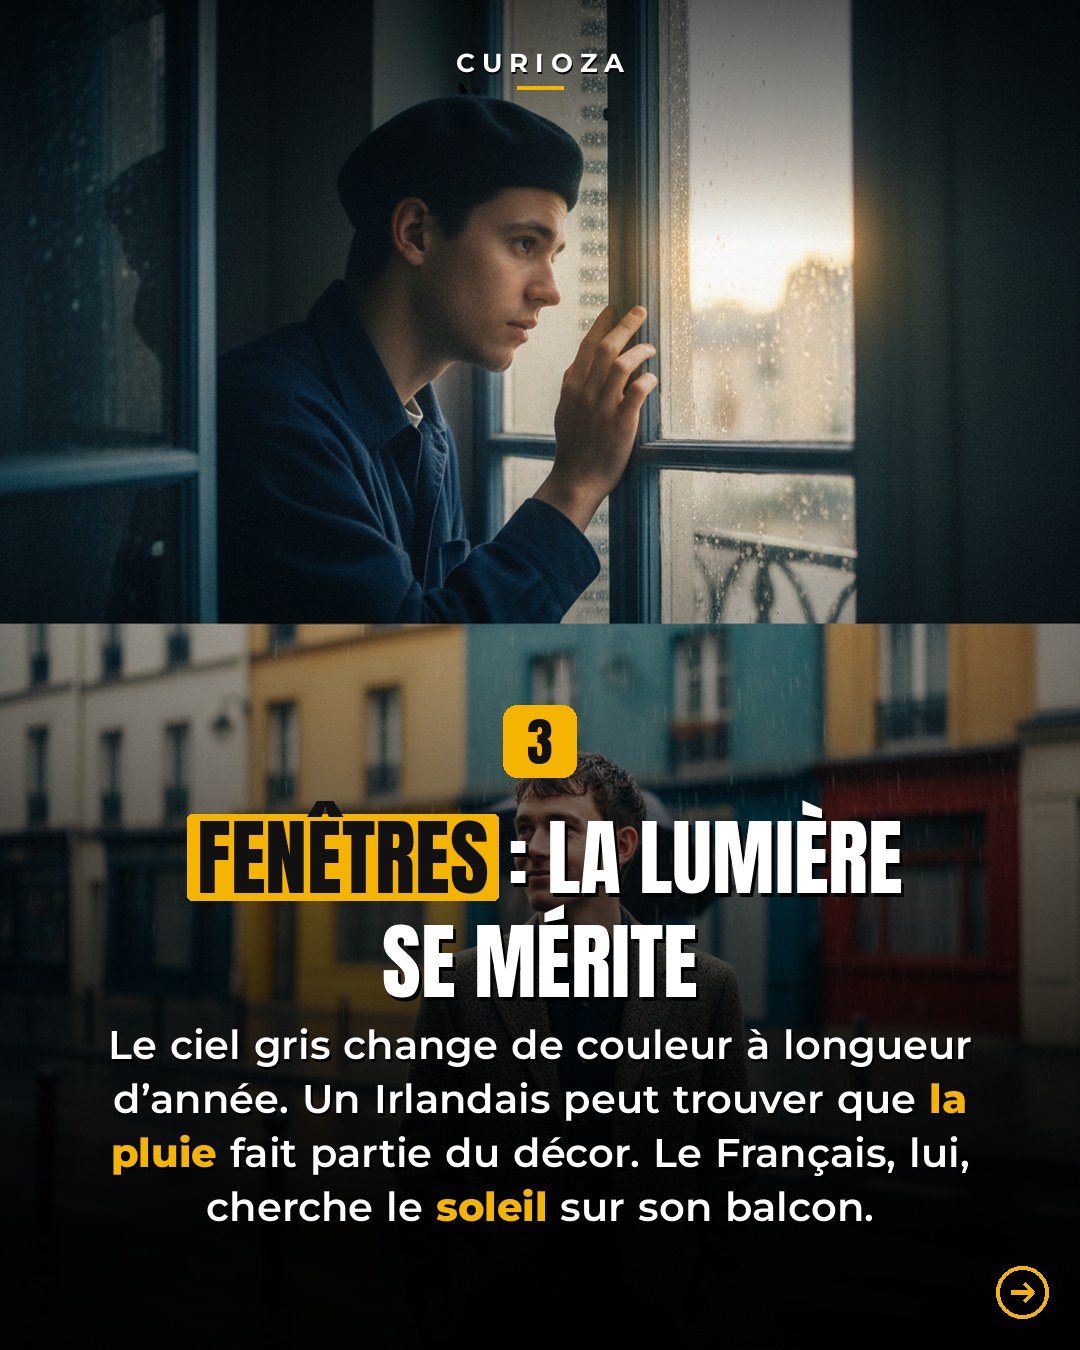 CURIOZA
3
FENÊTRES : LA LUMIÈRE
SE MÉRITE
Le ciel gris change de couleur à longueur
d’année. Un Irlandais peut trouver que la
pluie fait partie du décor. Le Français, lui,
cherche le soleil sur son balcon.